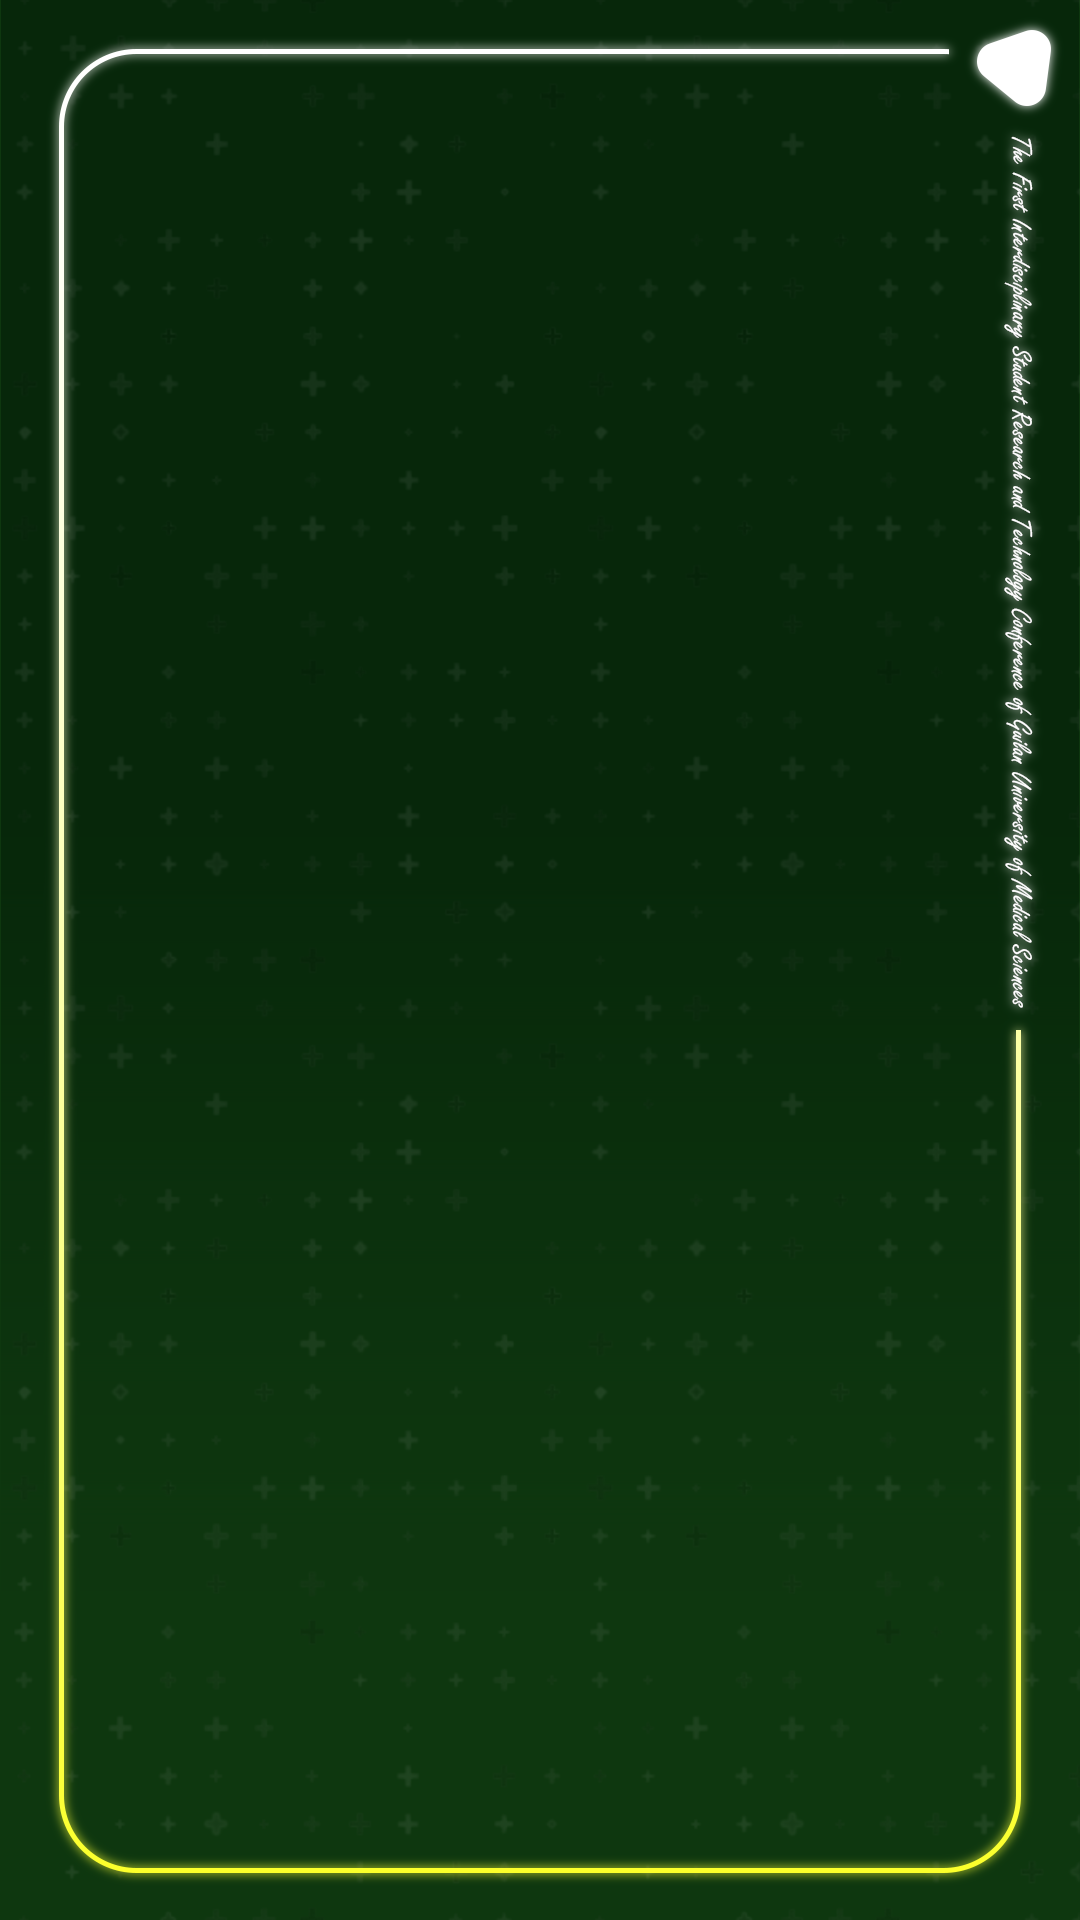 The First Interdisciplinary Student Research and Technology Conference of Guilan University of Medical Sciences